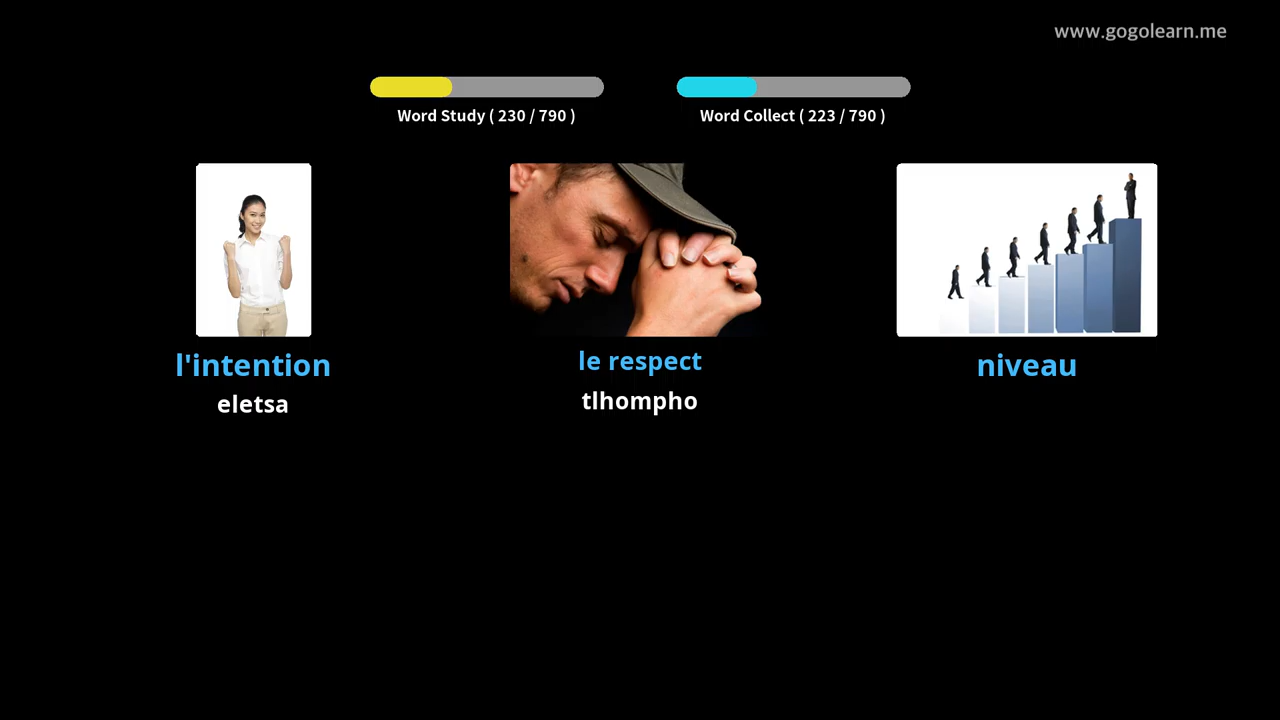 www.gogolearn.me
Word Study ( 230 / 790 )
Word Collect ( 223 / 790 )
l'intention
eletsa
le respect
tlhompho
niveau